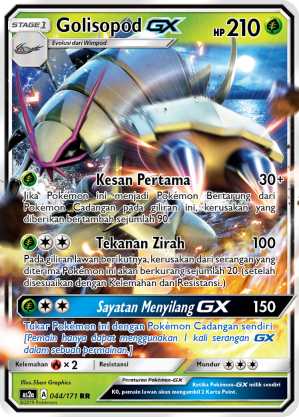 STAGE 1 Golisopod GX HP 210
Evolusi dari Wimpod
Kesan Pertama 30+
Jika Pokémon ini menjadi Pokémon Bertarung dari
Pokémon Cadangan pada giliran ini, kerusakan yang
diberikan bertambah sejumlah 90.
Tekanan Zirah 100
Pada giliran lawan berikutnya, kerusakan dari serangan yang
diterima Pokémon ini akan berkurang sejumlah 20. (setelah
disesuaikan dengan Kelemahan dan Resistansi.)
Sayatan Menyilang GX 150
Tukar Pokémon ini dengan Pokémon Cadangan sendiri
[Pemain hanya dapat menggunakan 1 kali serangan GX
dalam sebuah permainan.]
Kelemahan × 2 Resistansi Mundur
Illus. 5ban Graphics
Peraturan Pokémon-GX
Ketika Pokémon-GX milik sendiri
KO, pemain lawan akan mengambil 2 Kartu Point.
AS2a 044/171 RR
©2019 Pokémon